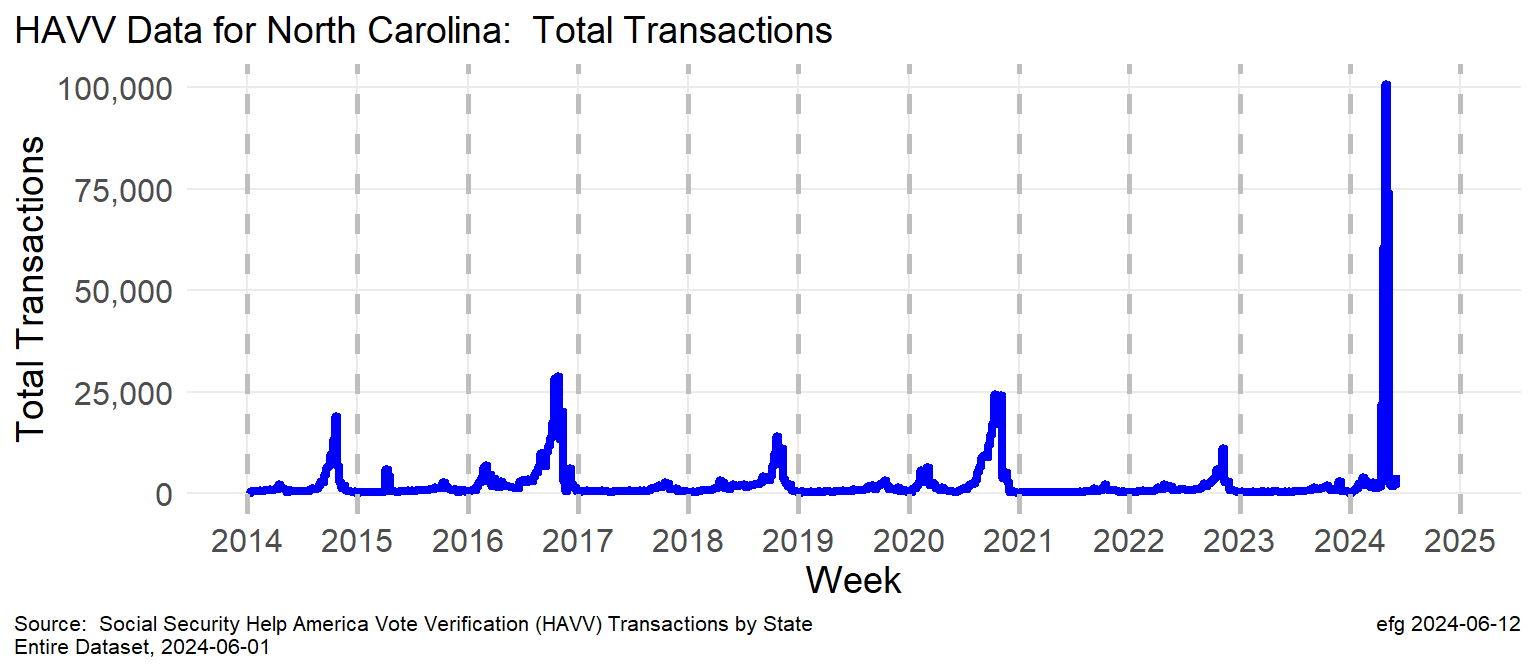 HAVV Data for North Carolina:  Total Transactions
100,000
75,000
50,000
25,000
0
Total Transactions
2014 2015 2016 2017 2018 2019 2020 2021 2022 2023 2024 2025
Week
Source:  Social Security Help America Vote Verification (HAVV) Transactions by State
Entire Dataset, 2024-06-01
efg 2024-06-12